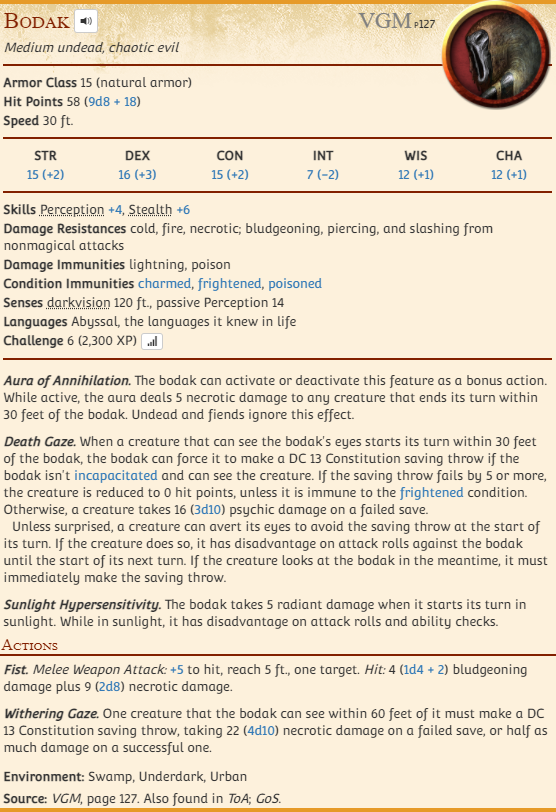 Bodak VGM P127
Medium undead, chaotic evil
Armor Class 15 (natural armor)
Hit Points 58 (9d8 + 18)
Speed 30 ft.
STR DEX CON INT WIS CHA
15 (+2) 16 (+3) 15 (+2) 7 (−2) 12 (+1) 12 (+1)
Skills Perception +4, Stealth +6
Damage Resistances cold, fire, necrotic; bludgeoning, piercing, and slashing from
nonmagical attacks
Damage Immunities lightning, poison
Condition Immunities charmed, frightened, poisoned
Senses darkvision 120 ft., passive Perception 14
Languages Abyssal, the languages it knew in life
Challenge 6 (2,300 XP)
Aura of Annihilation. The bodak can activate or deactivate this feature as a bonus action.
While active, the aura deals 5 necrotic damage to any creature that ends its turn within
30 feet of the bodak. Undead and fiends ignore this effect.
Death Gaze. When a creature that can see the bodak's eyes starts its turn within 30 feet
of the bodak, the bodak can force it to make a DC 13 Constitution saving throw if the
bodak isn't incapacitated and can see the creature. If the saving throw fails by 5 or more,
the creature is reduced to 0 hit points, unless it is immune to the frightened condition.
Otherwise, a creature takes 16 (3d10) psychic damage on a failed save.
Unless surprised, a creature can avert its eyes to avoid the saving throw at the start of
its turn. If the creature does so, it has disadvantage on attack rolls against the bodak
until the start of its next turn. If the creature looks at the bodak in the meantime, it must
immediately make the saving throw.
Sunlight Hypersensitivity. The bodak takes 5 radiant damage when it starts its turn in
sunlight. While in sunlight, it has disadvantage on attack rolls and ability checks.
Actions
Fist. Melee Weapon Attack: +5 to hit, reach 5 ft., one target. Hit: 4 (1d4 + 2) bludgeoning
damage plus 9 (2d8) necrotic damage.
Withering Gaze. One creature that the bodak can see within 60 feet of it must make a DC
13 Constitution saving throw, taking 22 (4d10) necrotic damage on a failed save, or half as
much damage on a successful one.
Environment: Swamp, Underdark, Urban
Source: VGM, page 127. Also found in ToA; GoS.